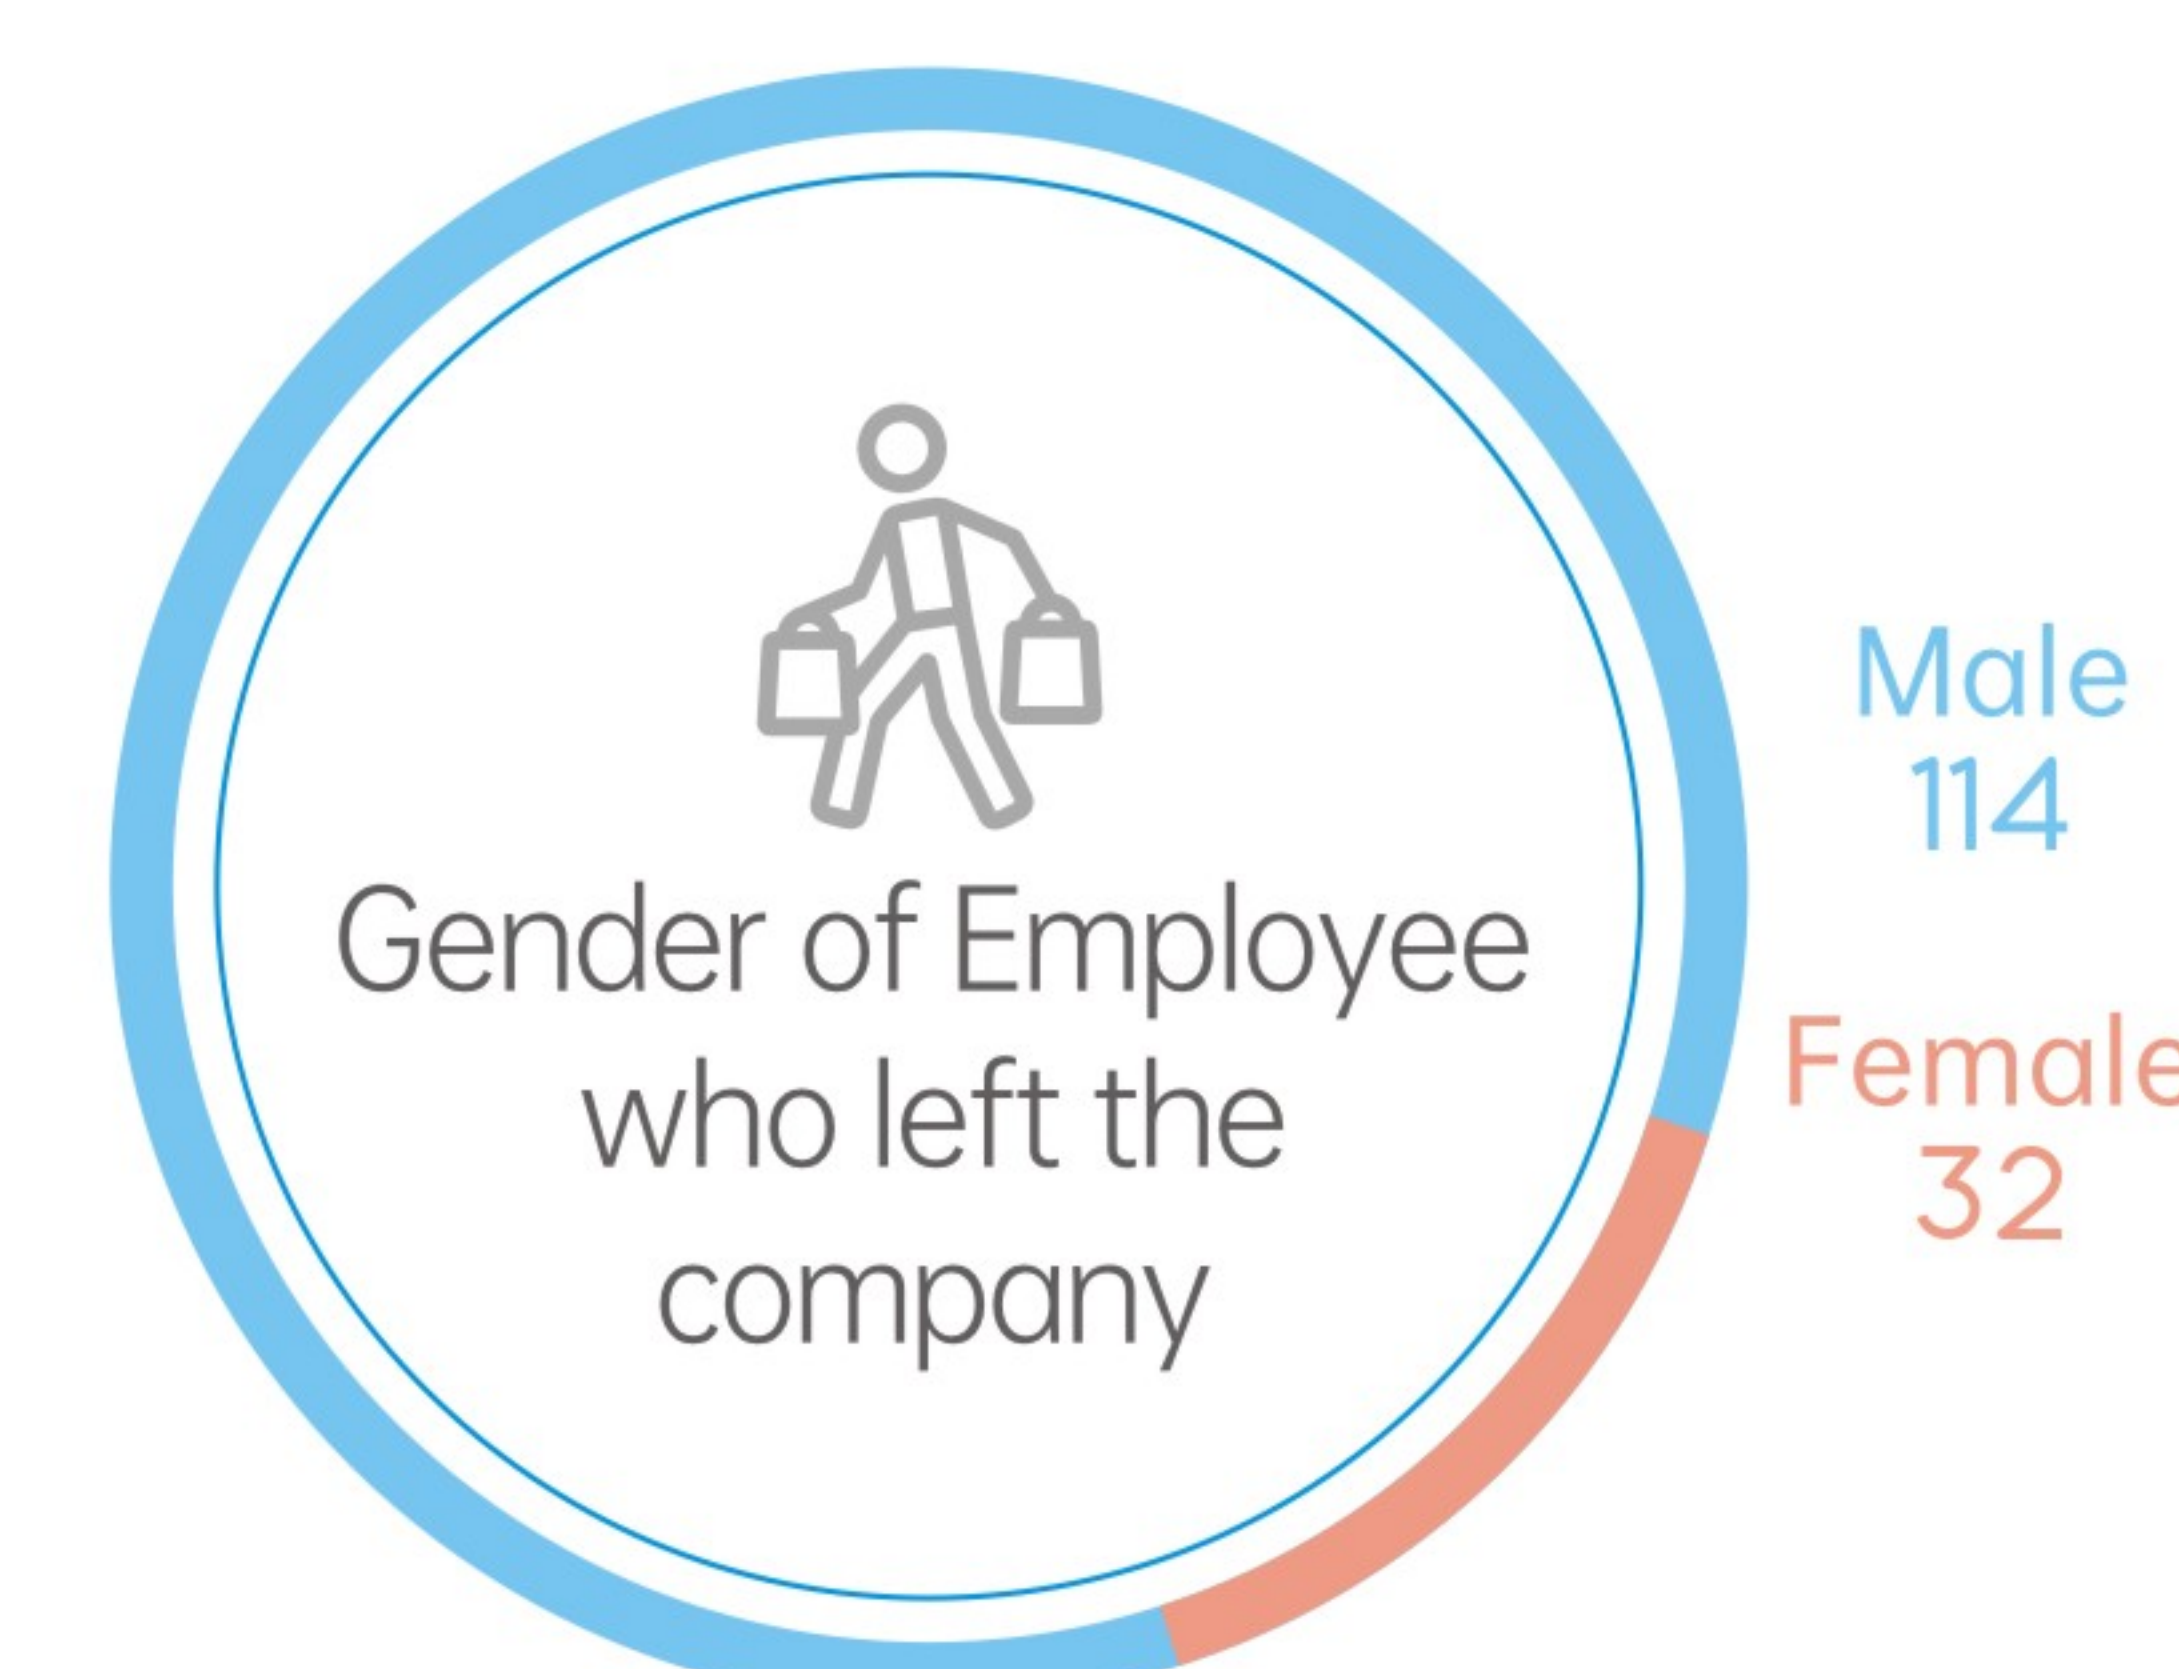 Gender of Employee
who left the
company
Male
114
Female
32